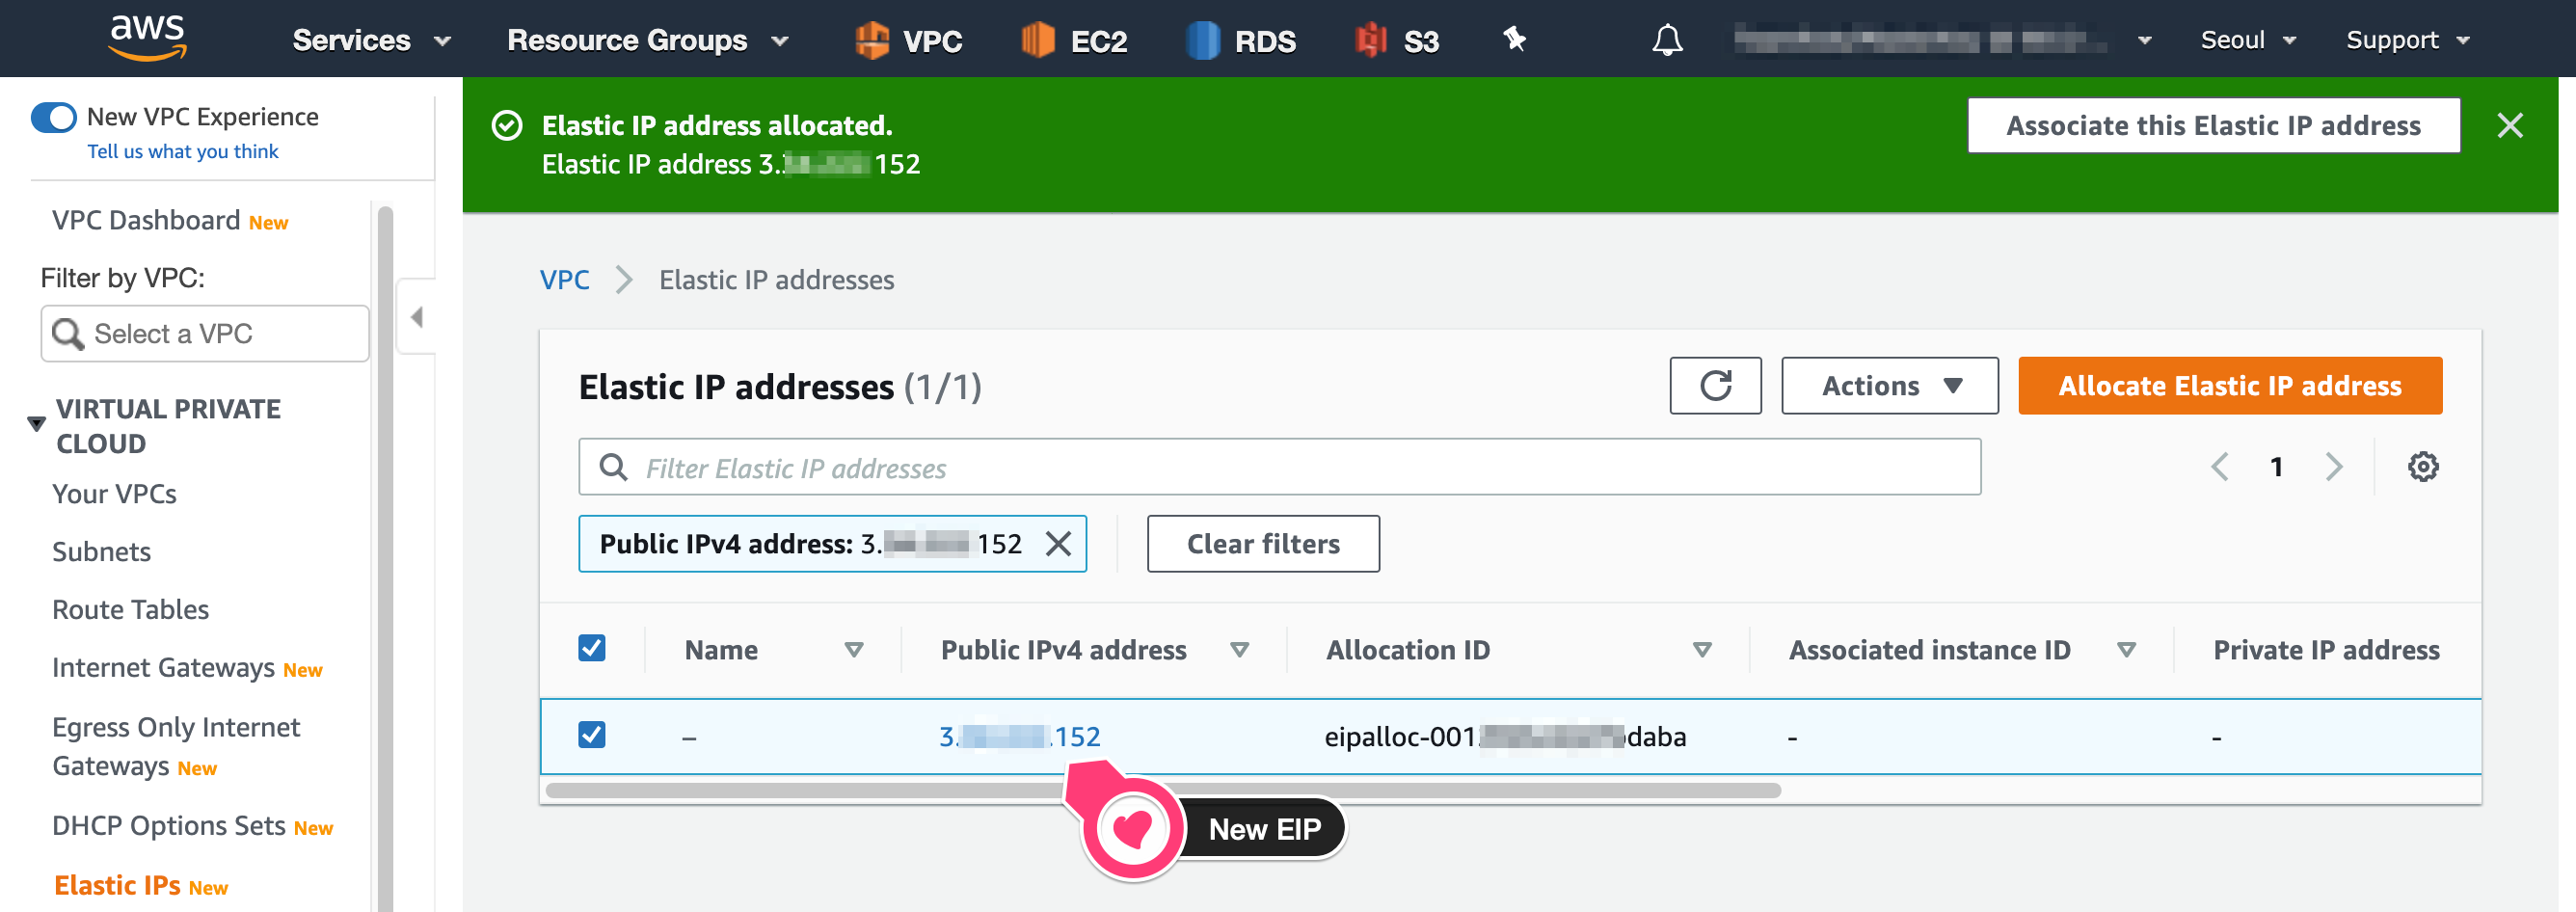 aws
Services
Resource Groups
VPC
EC2
RDS
S3
Seoul
Support
New VPC Experience
Tell us what you think
VPC Dashboard New
Filter by VPC:
Select a VPC
VIRTUAL PRIVATE
CLOUD
Your VPCs
Subnets
Route Tables
Internet Gateways New
Egress Only Internet
Gateways New
DHCP Options Sets New
Elastic IPs New
Elastic IP address allocated.
Elastic IP address 3. 152
Associate this Elastic IP address
VPC
Elastic IP addresses
Elastic IP addresses (1/1)
Actions
Allocate Elastic IP address
Filter Elastic IP addresses
1
Public IPv4 address: 3. 152
Clear filters
Name
Public IPv4 address
Allocation ID
Associated instance ID
Private IP address
–
3. .152
eipalloc-001 daba
-
-
New EIP